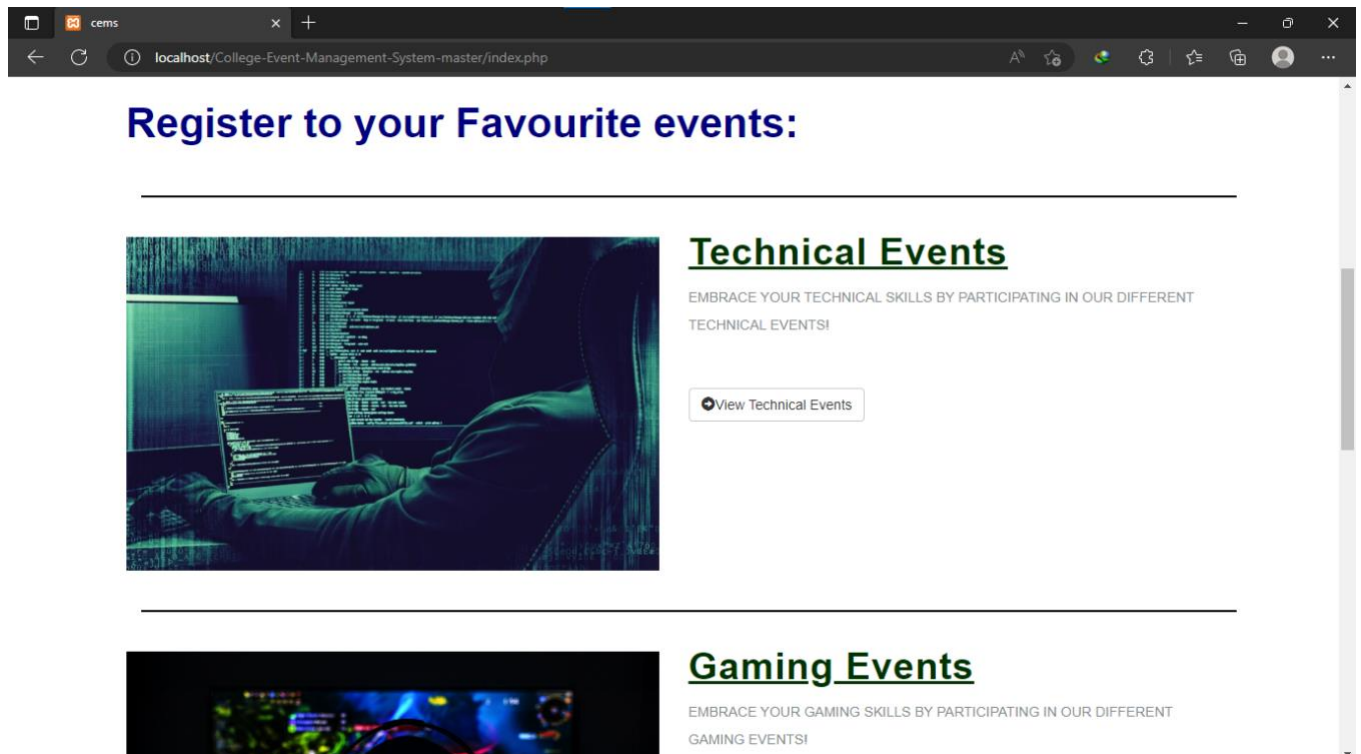 cems
localhost/College-Event-Management-System-master/index.php
Register to your Favourite events:
Technical Events
EMBRACE YOUR TECHNICAL SKILLS BY PARTICIPATING IN OUR DIFFERENT
TECHNICAL EVENTS!
View Technical Events
Gaming Events
EMBRACE YOUR GAMING SKILLS BY PARTICIPATING IN OUR DIFFERENT
GAMING EVENTS!